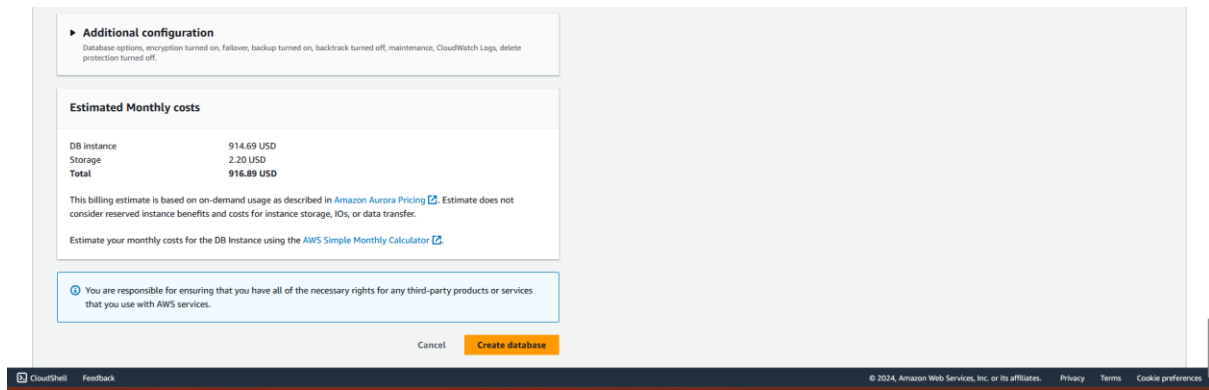 Additional configuration
Database options, encryption turned on, failover, backup turned on, backtrack turned off, maintenance, CloudWatch Logs, delete
protection turned off.
Estimated Monthly costs
DB instance 914.69 USD
Storage 2.20 USD
Total 916.89 USD
This billing estimate is based on on-demand usage as described in Amazon Aurora Pricing. Estimate does not
consider reserved instance benefits and costs for instance storage, IOs, or data transfer.
Estimate your monthly costs for the DB Instance using the AWS Simple Monthly Calculator.
You are responsible for ensuring that you have all of the necessary rights for any third-party products or services
that you use with AWS services.
Cancel Create database
CloudShell Feedback © 2024, Amazon Web Services, Inc. or its affiliates. Privacy Terms Cookie preferences